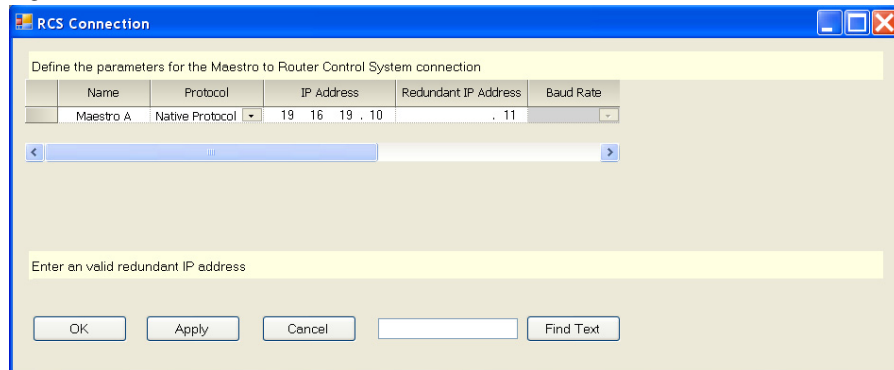 RCS Connection
Define the parameters for the Maestro to Router Control System connection
Name Protocol IP Address Redundant IP Address Baud Rate
Maestro A Native Protocol 19 16 19 . 10 . 11
Enter an valid redundant IP address
OK Apply Cancel Find Text